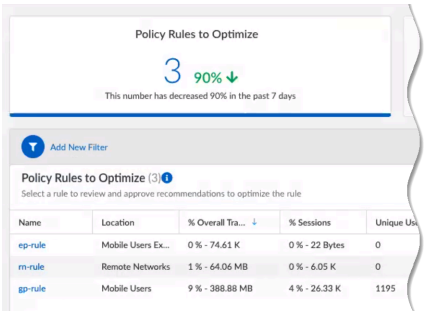 Policy Rules to Optimize
3 90%
This number has decreased 90% in the past 7 days
Add New Filter
Policy Rules to Optimize (3)
Select a rule to review and approve recommendations to optimize the rule
Name Location % Overall Tra... % Sessions Unique Us
ep-rule Mobile Users Ex... 0 % - 74.61 K 0 % - 22 Bytes 0
rn-rule Remote Networks 1 % - 64.06 MB 0 % - 6.05 K 0
gp-rule Mobile Users 9 % - 388.88 MB 4 % - 26.33 K 1195